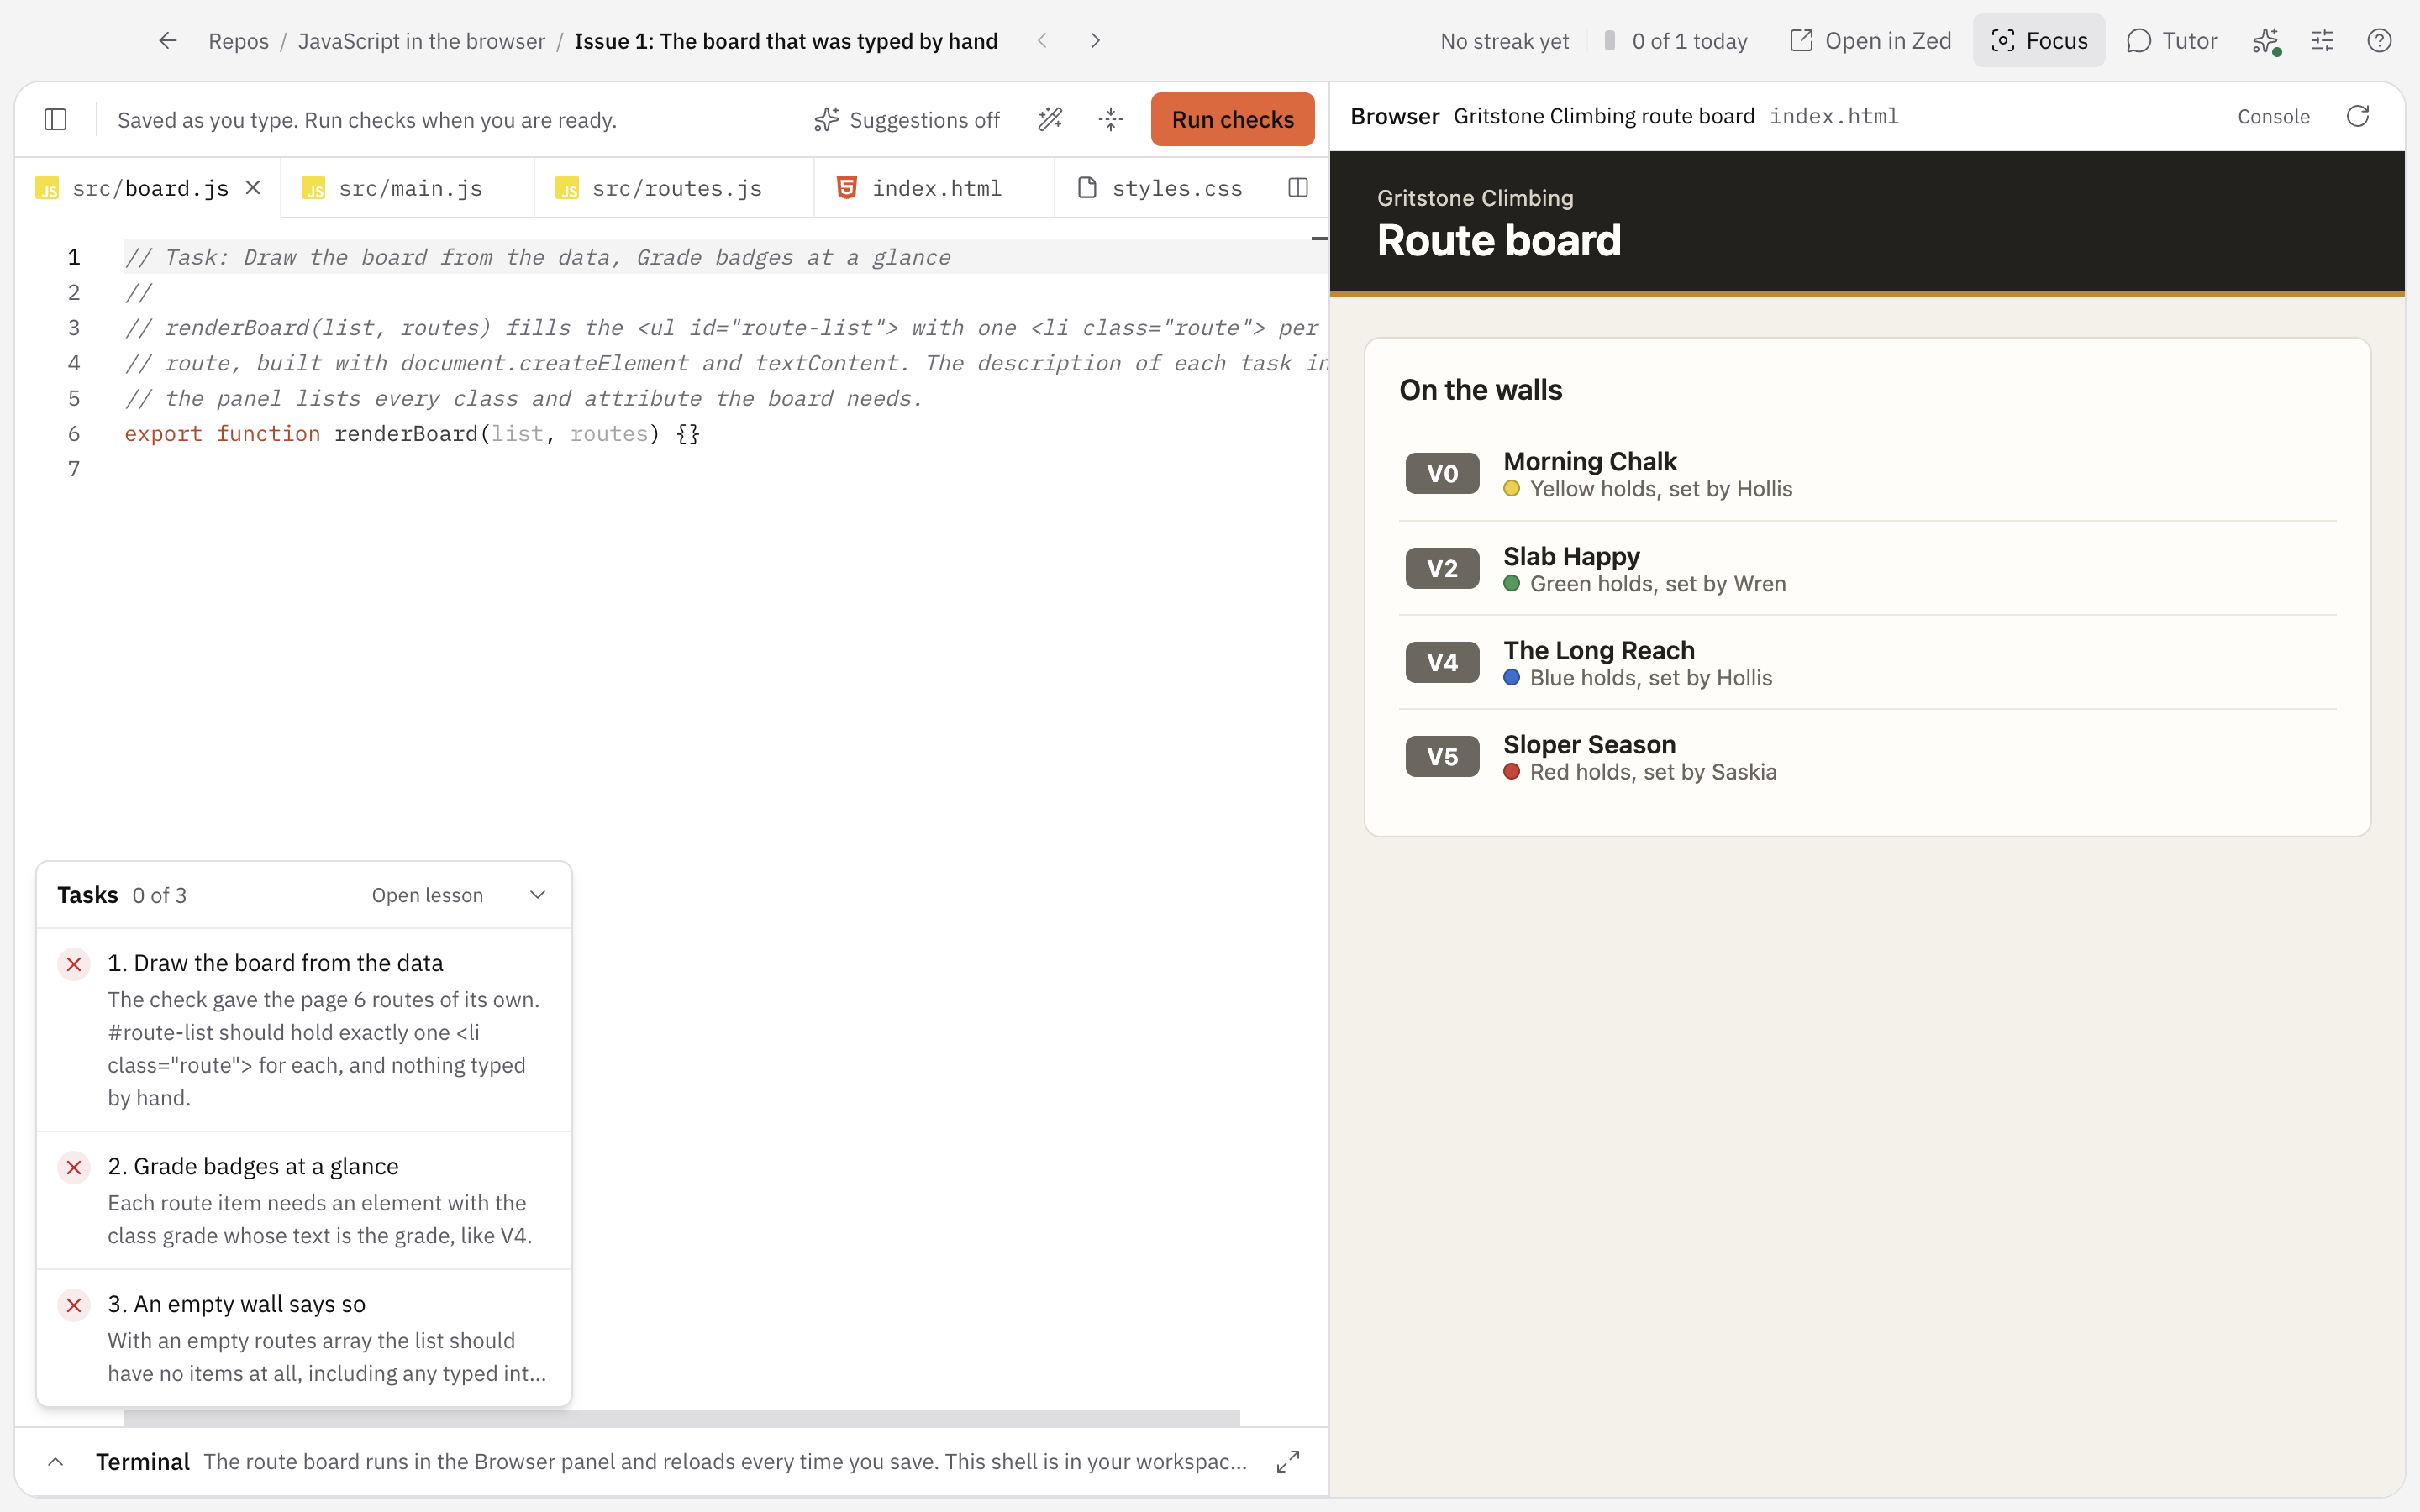 Repos / JavaScript in the browser / Issue 1: The board that was typed by hand
No streak yet
0 of 1 today
Open in Zed
Focus
Tutor
Saved as you type. Run checks when you are ready.
Suggestions off
Run checks
src/board.js
src/main.js
src/routes.js
index.html
styles.css
1 // Task: Draw the board from the data, Grade badges at a glance
2 //
3 // renderBoard(list, routes) fills the <ul id="route-list"> with one <li class="route"> per
4 // route, built with document.createElement and textContent. The description of each task in
5 // the panel lists every class and attribute the board needs.
6 export function renderBoard(list, routes) {}
7
Tasks 0 of 3
Open lesson
1. Draw the board from the data
The check gave the page 6 routes of its own.
#route-list should hold exactly one <li
class="route"> for each, and nothing typed
by hand.
2. Grade badges at a glance
Each route item needs an element with the
class grade whose text is the grade, like V4.
3. An empty wall says so
With an empty routes array the list should
have no items at all, including any typed int...
Terminal The route board runs in the Browser panel and reloads every time you save. This shell is in your workspac...
Browser Gritstone Climbing route board index.html
Console
Gritstone Climbing
Route board
On the walls
V0
Morning Chalk
Yellow holds, set by Hollis
V2
Slab Happy
Green holds, set by Wren
V4
The Long Reach
Blue holds, set by Hollis
V5
Sloper Season
Red holds, set by Saskia